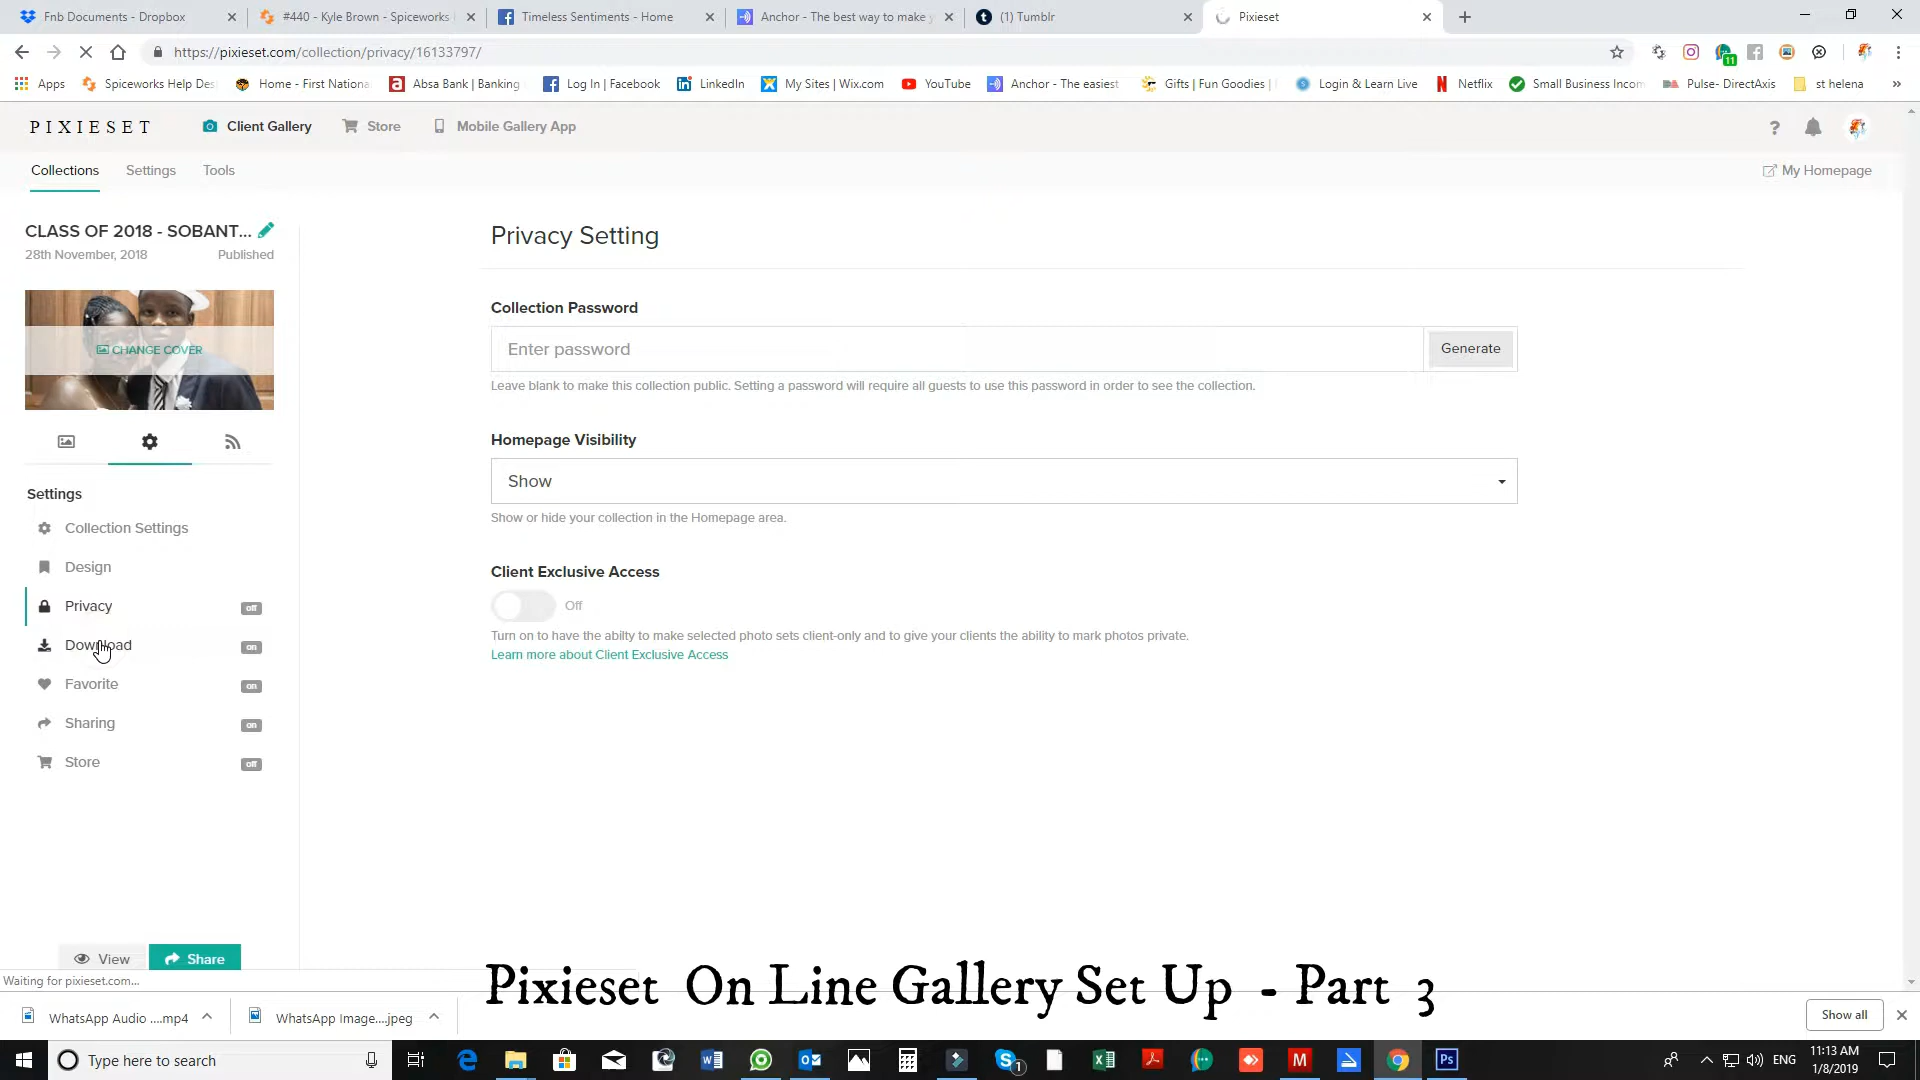 Fnb Documents - Dropbox
#440 - Kyle Brown - Spiceworks
Timeless Sentiments - Home
Anchor - The best way to make
(1) Tumblr
Pixieset
https://pixieset.com/collection/privacy/16133797/
11
Apps
Spiceworks Help Des
Home - First Nationa
Absa Bank | Banking
Log In | Facebook
LinkedIn
My Sites | Wix.com
YouTube
Anchor - The easiest
Gifts | Fun Goodies |
Login & Learn Live
Netflix
Small Business Incom
Pulse- DirectAxis
st helena
»
PIXIESET
Client Gallery
Store
Mobile Gallery App
?
Collections
Settings
Tools
My Homepage
CLASS OF 2018 - SOBANT...
28th November, 2018
Published
CHANGE COVER
Settings
Collection Settings
Design
Privacy
off
Download
on
Favorite
on
Sharing
on
Store
off
View
Share
Privacy Setting
Collection Password
Enter password
Generate
Leave blank to make this collection public. Setting a password will require all guests to use this password in order to see the collection.
Homepage Visibility
Show
Show or hide your collection in the Homepage area.
Client Exclusive Access
Off
Turn on to have the abilty to make selected photo sets client-only and to give your clients the ability to mark photos private.
Learn more about Client Exclusive Access
Waiting for pixieset.com...
Pixieset On Line Gallery Set Up - Part 3
WhatsApp Audio ....mp4
WhatsApp Image....jpeg
Show all
Type here to search
1
Ps
ENG
11:13 AM
1/8/2019